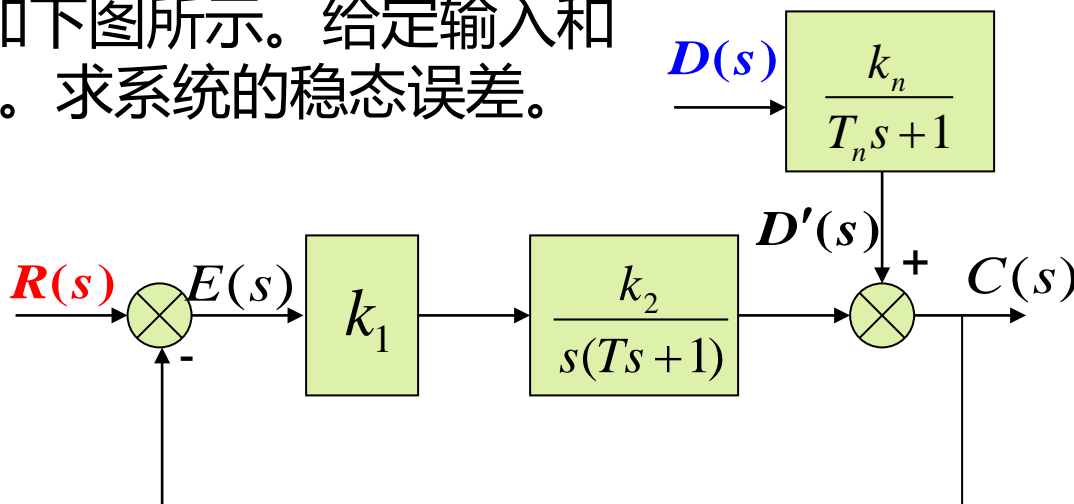 如下图所示。给定输入和
。求系统的稳态误差。
D(s)
k_n
T_n s + 1
D′(s)
+
R(s)
E(s)
k_1
k_2
s(Ts + 1)
C(s)
-